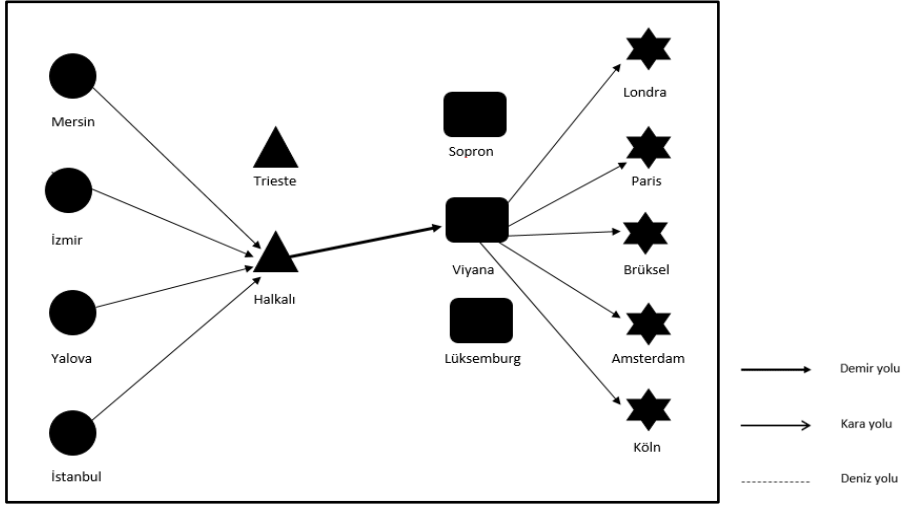 Mersin
İzmir
Yalova
İstanbul
Trieste
Halkalı
Sopron
Viyana
Lüksemburg
Londra
Paris
Brüksel
Amsterdam
Köln
Demir yolu
Kara yolu
Deniz yolu